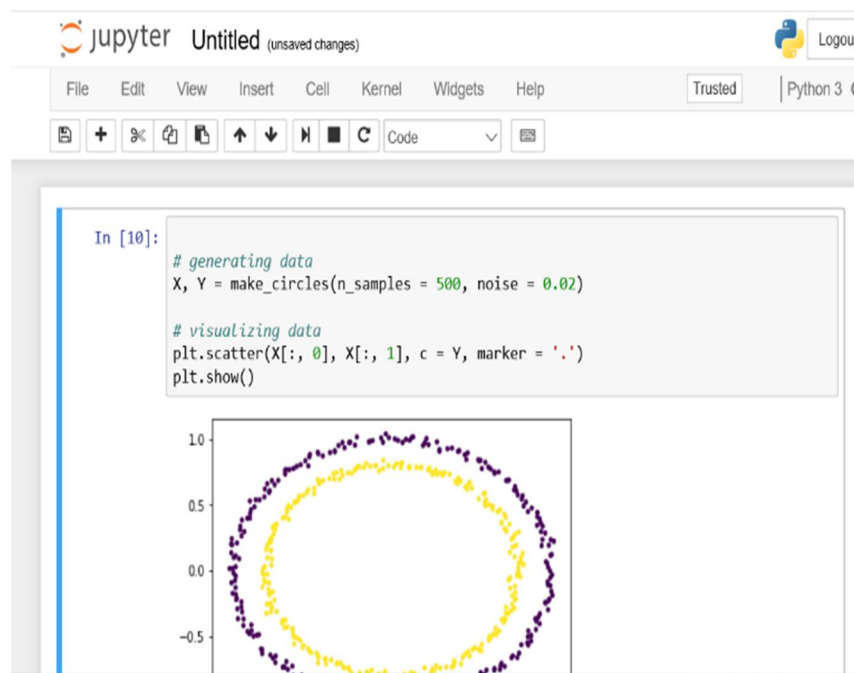 jupyter Untitled (unsaved changes) Logou
File Edit View Insert Cell Kernel Widgets Help Trusted Python 3
Code
In [10]:
# generating data
X, Y = make_circles(n_samples = 500, noise = 0.02)
# visualizing data
plt.scatter(X[:, 0], X[:, 1], c = Y, marker = '.')
plt.show()
1.0
0.5
0.0
−0.5